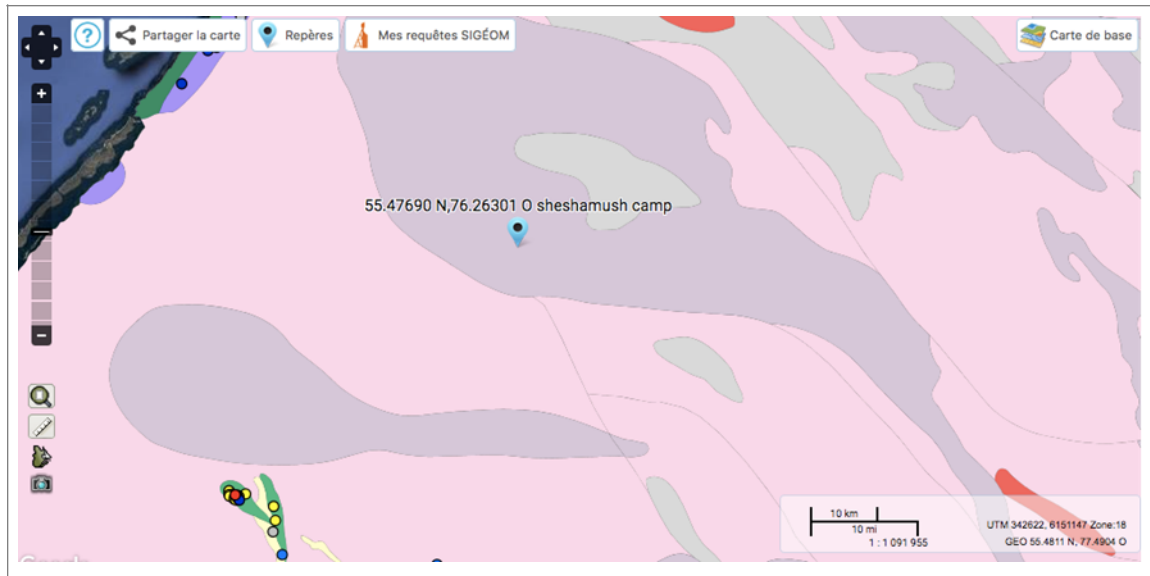 ? Partager la carte Repères Mes requêtes SIGÉOM Carte de base
+
55.47690 N,76.26301 O sheshamush camp
−
10 km
10 mi
1 : 1 091 955
UTM 342622, 6151147 Zone:18
GEO 55.4811 N; 77.4904 O